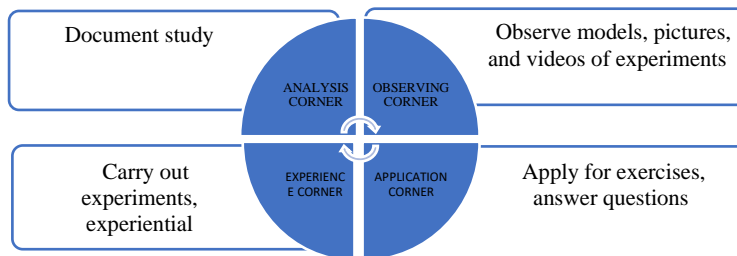 Document study
Observe models, pictures,
and videos of experiments
ANALYSIS
CORNER
OBSERVING
CORNER
EXPERIENC
E CORNER
APPLICATION
CORNER
Carry out
experiments,
experiential
Apply for exercises,
answer questions